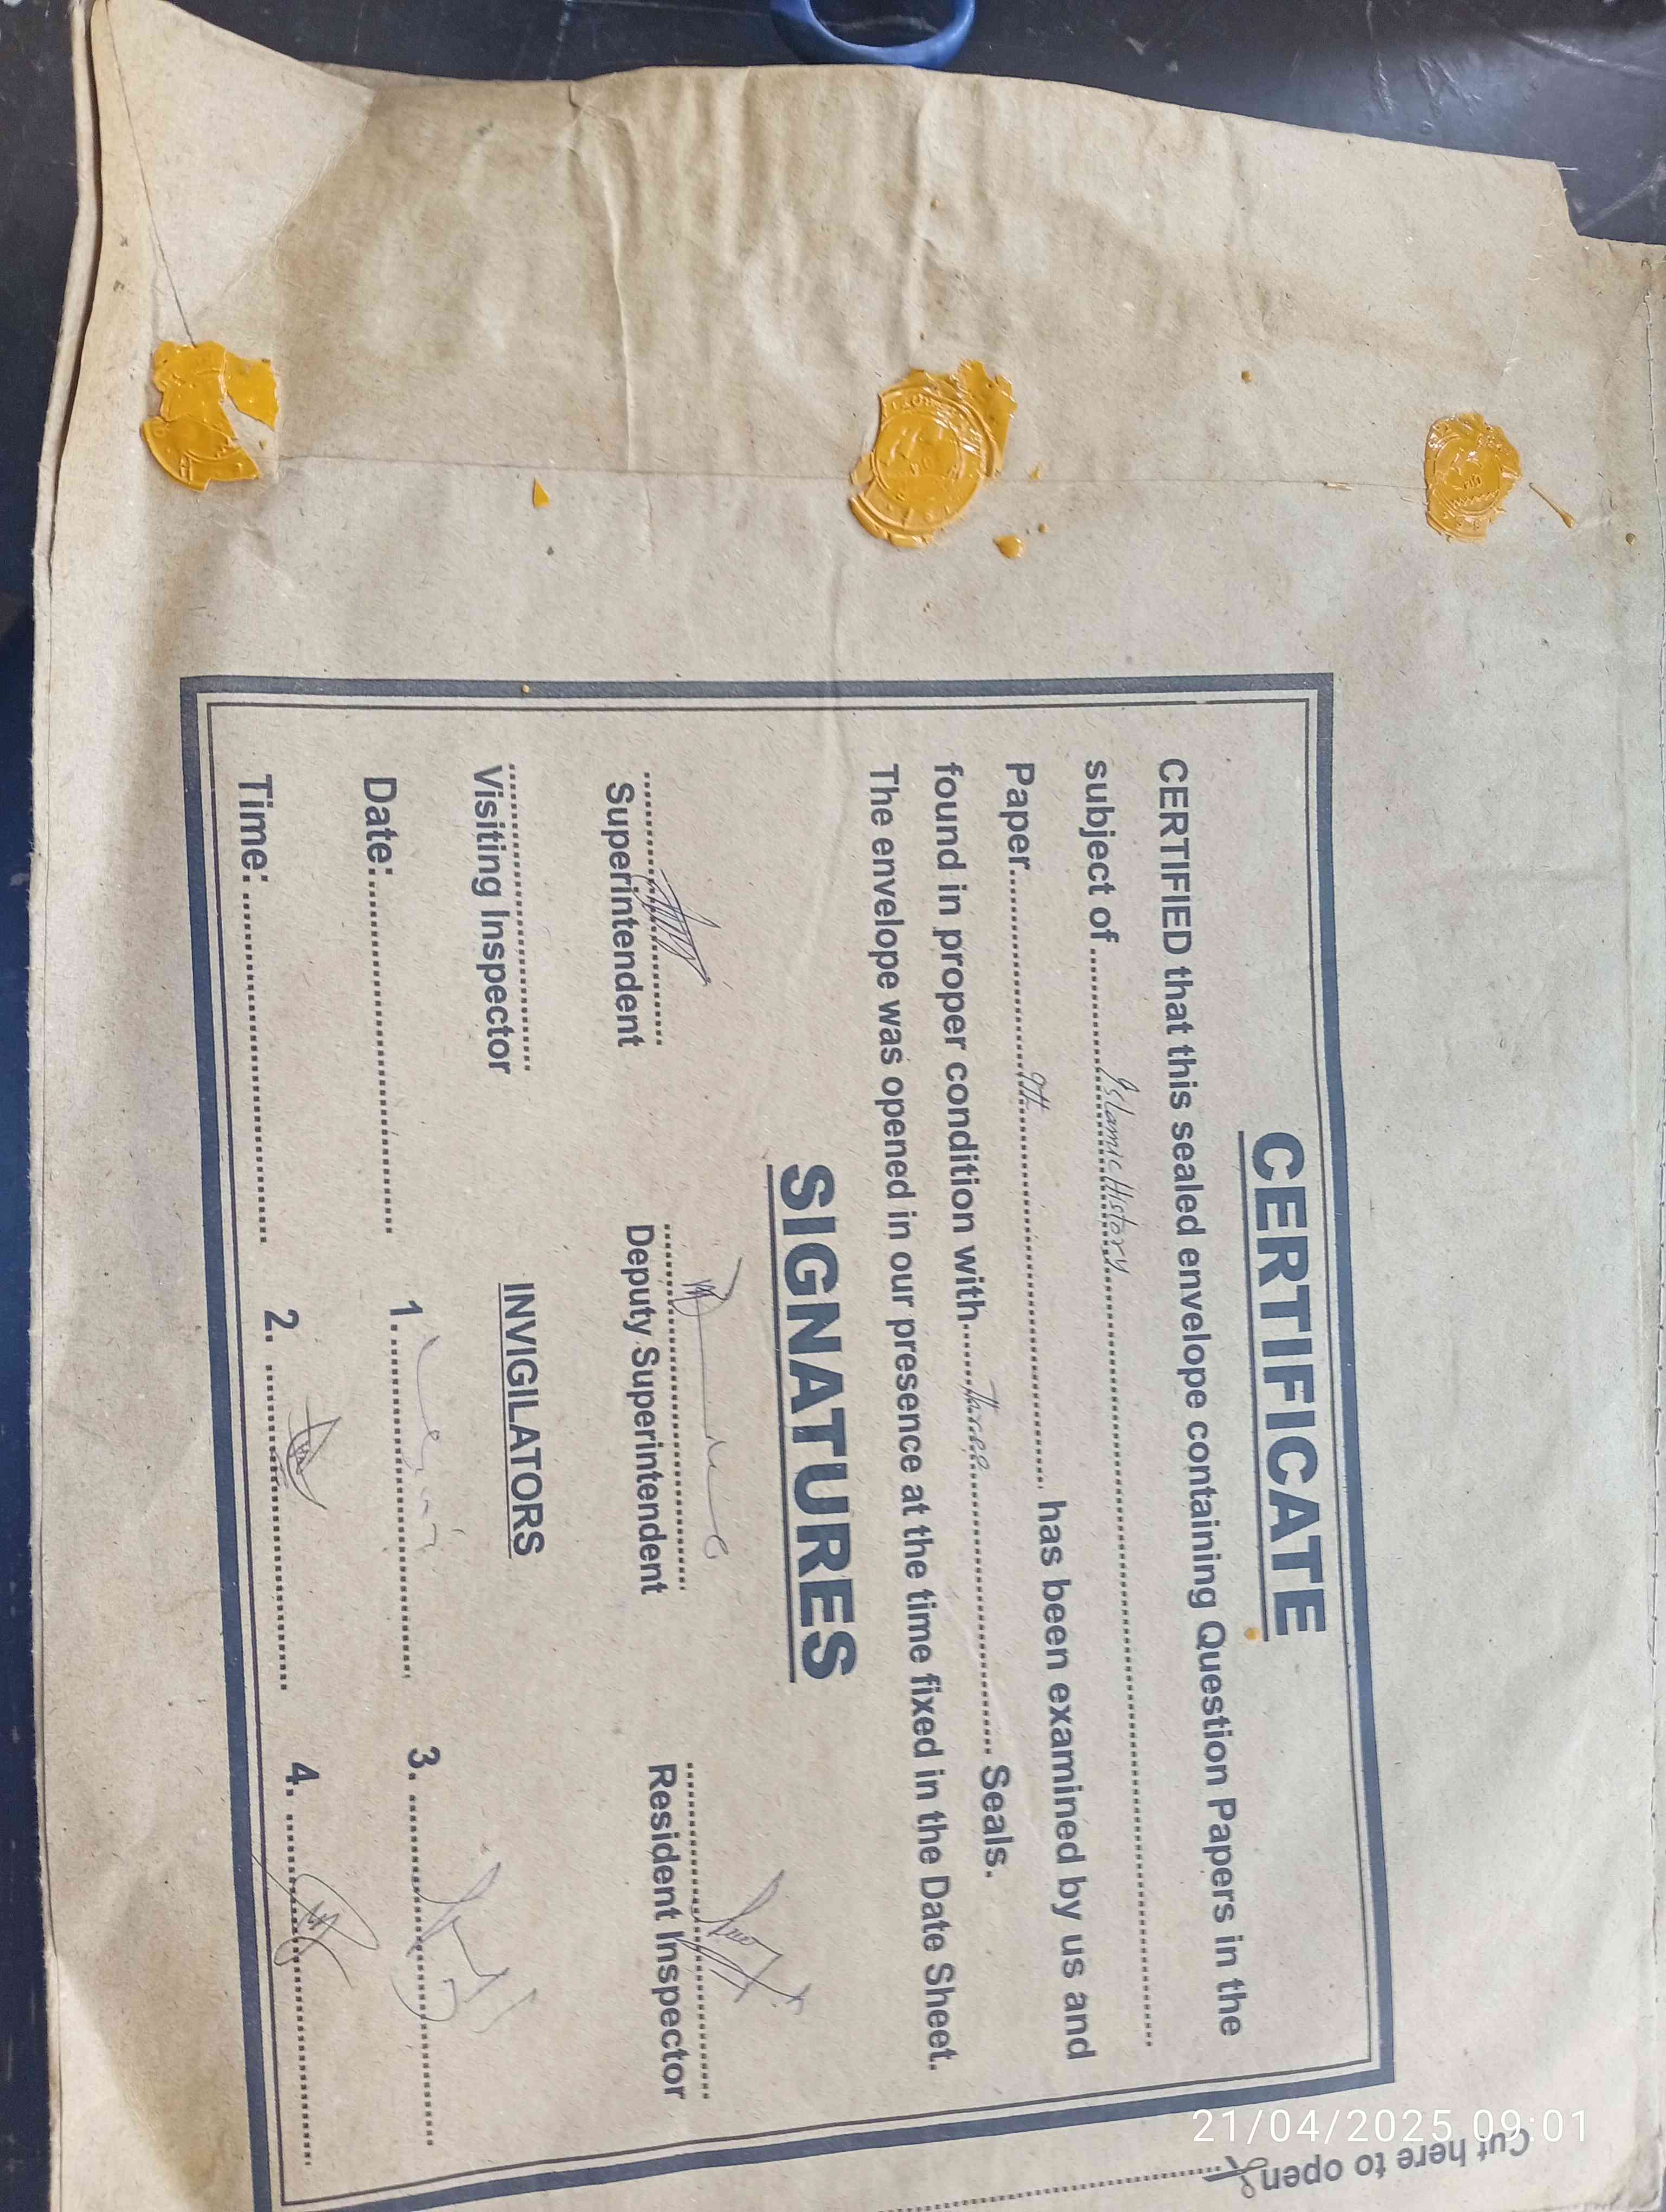 CERTIFICATE
CERTIFIED that this sealed envelope containing Question Papers in the
subject of ........ Islamic History ........
Paper ........ 9th ........ has been examined by us and
found in proper condition with ........ Three ........ Seals.
The envelope was opened in our presence at the time fixed in the Date Sheet.
SIGNATURES
Superintendent Deputy Superintendent Resident Inspector
Visiting Inspector
INVIGILATORS
Date: ........ 1. ........ 3. ........
Time: ........ 2. ........ 4. ........
Cut here to open
21/04/2025 09:01